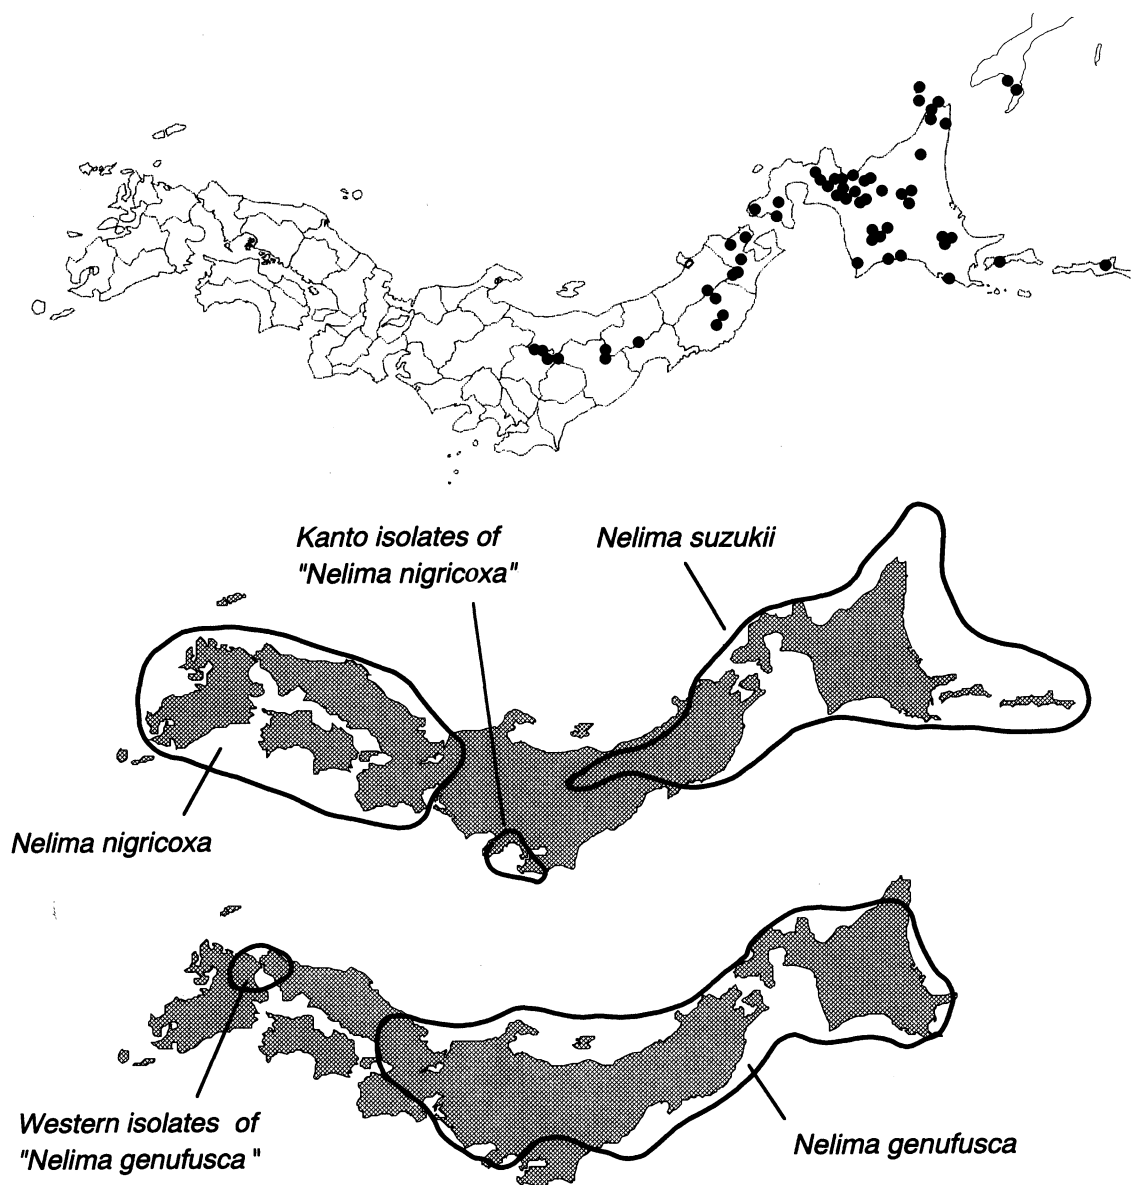 Kanto isolates of
"Nelima nigricoxa"
Nelima suzukii
Nelima nigricoxa
Western isolates of
"Nelima genufusca"
Nelima genufusca